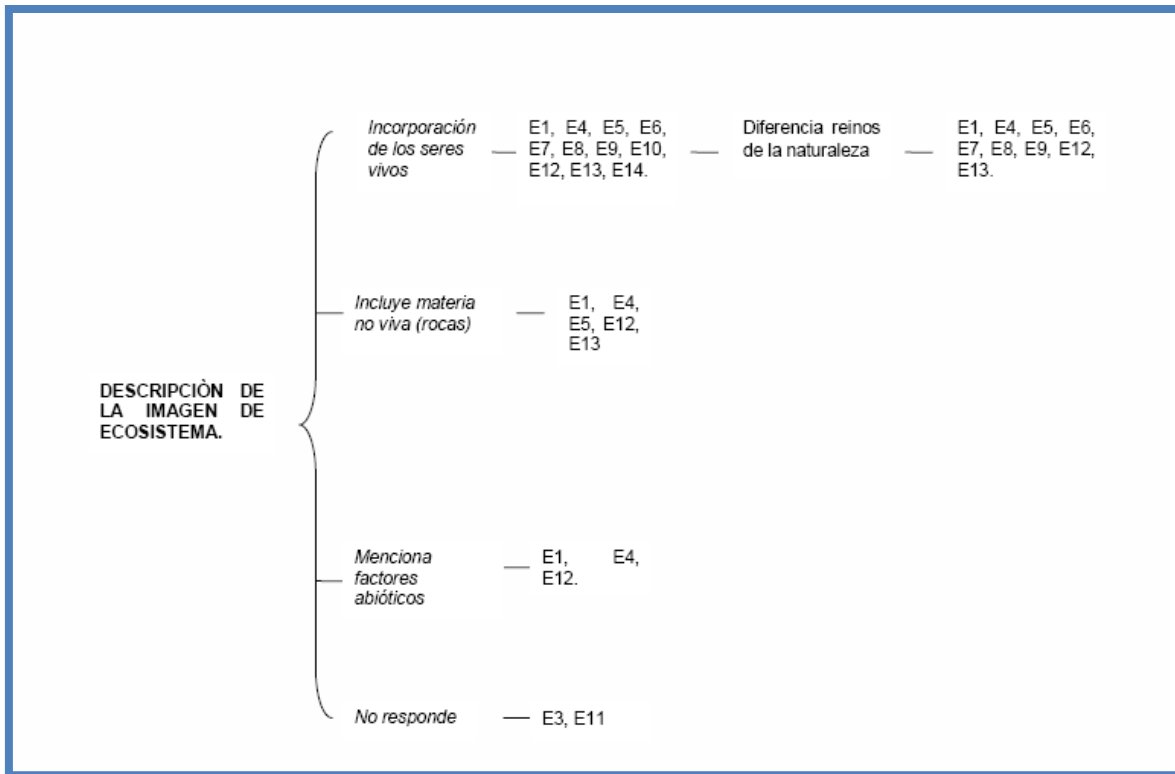 Incorporación
de los seres
vivos
E1, E4, E5, E6,
E7, E8, E9, E10,
E12, E13, E14.
Diferencia reinos
de la naturaleza
E1, E4, E5, E6,
E7, E8, E9, E12,
E13.
Incluye materia
no viva (rocas)
E1, E4,
E5, E12,
E13
DESCRIPCIÒN DE
LA IMAGEN DE
ECOSISTEMA.
Menciona
factores
abióticos
E1, E4,
E12.
No responde
E3, E11